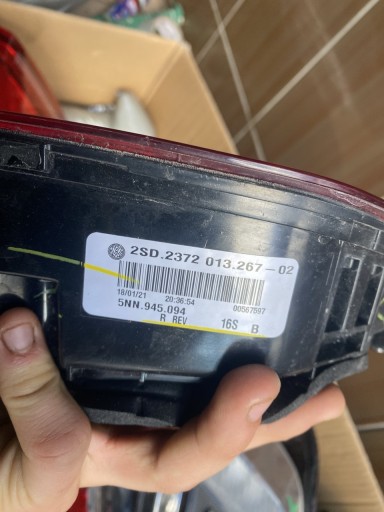 2SD.2372 013.267-02
18/01/21 20:36:54 00567597
5NN.945.094
R REV 16S B